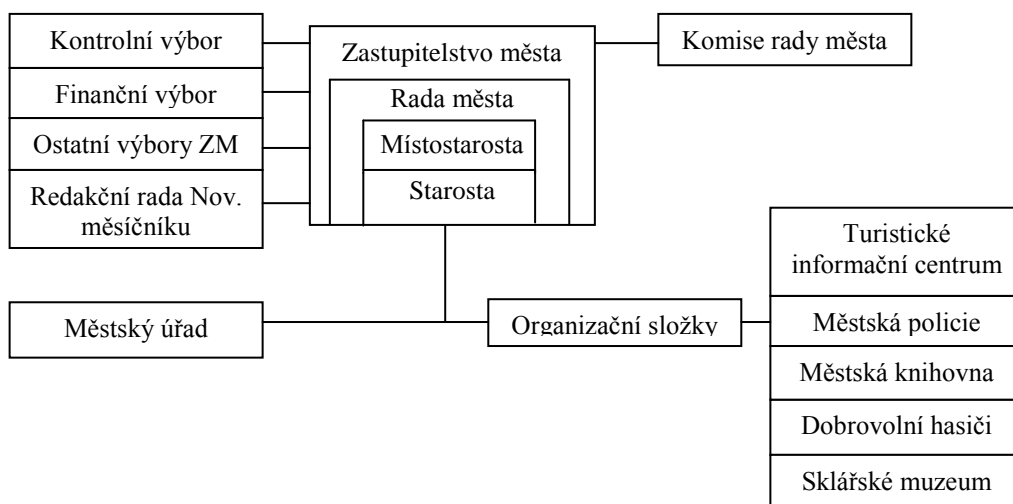 Kontrolní výbor
Finanční výbor
Ostatní výbory ZM
Redakční rada Nov.
měsíčníku
Zastupitelstvo města
Rada města
Místostarosta
Starosta
Komise rady města
Městský úřad
Organizační složky
Turistické
informační centrum
Městská policie
Městská knihovna
Dobrovolní hasiči
Sklářské muzeum